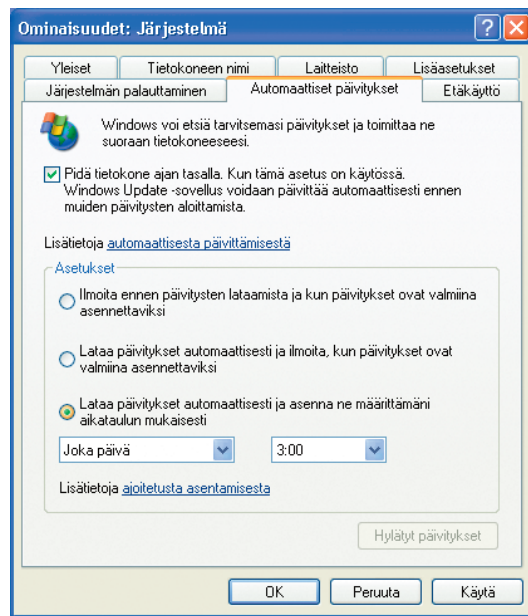 Ominaisuudet: Järjestelmä
Yleiset
Tietokoneen nimi
Laitteisto
Lisäasetukset
Järjestelmän palauttaminen
Automaattiset päivitykset
Etäkäyttö
Windows voi etsiä tarvitsemasi päivitykset ja toimittaa ne
suoraan tietokoneeseesi.
Pidä tietokone ajan tasalla. Kun tämä asetus on käytössä.
Windows Update -sovellus voidaan päivittää automaattisesti ennen
muiden päivitysten aloittamista.
Lisätietoja automaattisesta päivittämisestä
Asetukset
Ilmoita ennen päivitysten lataamista ja kun päivitykset ovat valmiina
asennettaviksi
Lataa päivitykset automaattisesti ja ilmoita, kun päivitykset ovat
valmiina asennettaviksi
Lataa päivitykset automaattisesti ja asenna ne määrittämäni
aikataulun mukaisesti
Joka päivä
3:00
Lisätietoja ajoitetusta asentamisesta
Hylätyt päivitykset
OK
Peruuta
Käytä